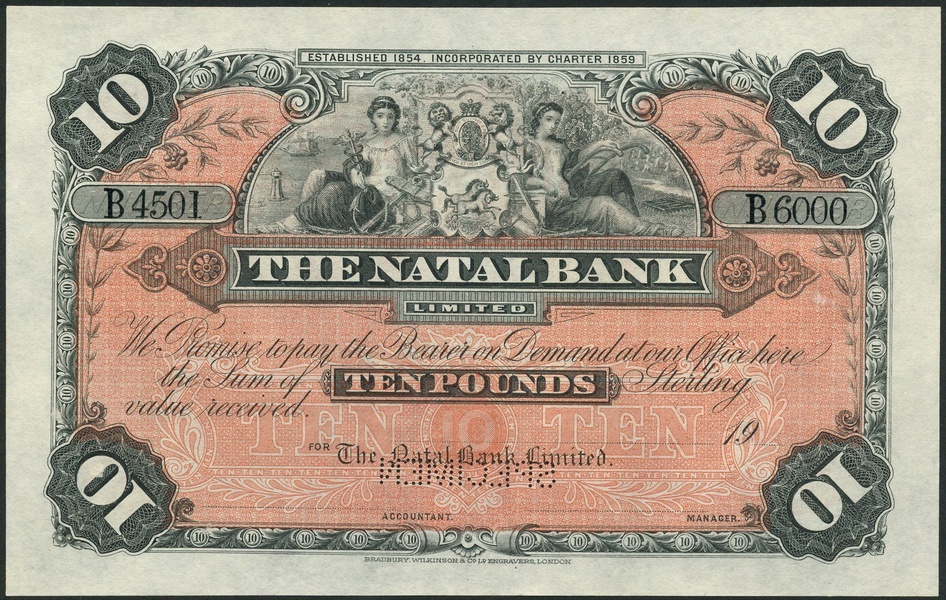 ESTABLISHED 1854. INCORPORATED BY CHARTER 1859
10 10
B 4501 B 6000
THE NATAL BANK
LIMITED
We Promise to pay the Bearer on Demand at our Office here
the Sum of TEN POUNDS Sterling
value received.
TEN 10 TEN
19
FOR The Natal Bank Limited.
10 10
ACCOUNTANT. MANAGER.
BRADBURY, WILKINSON & Co Ld ENGRAVERS, LONDON